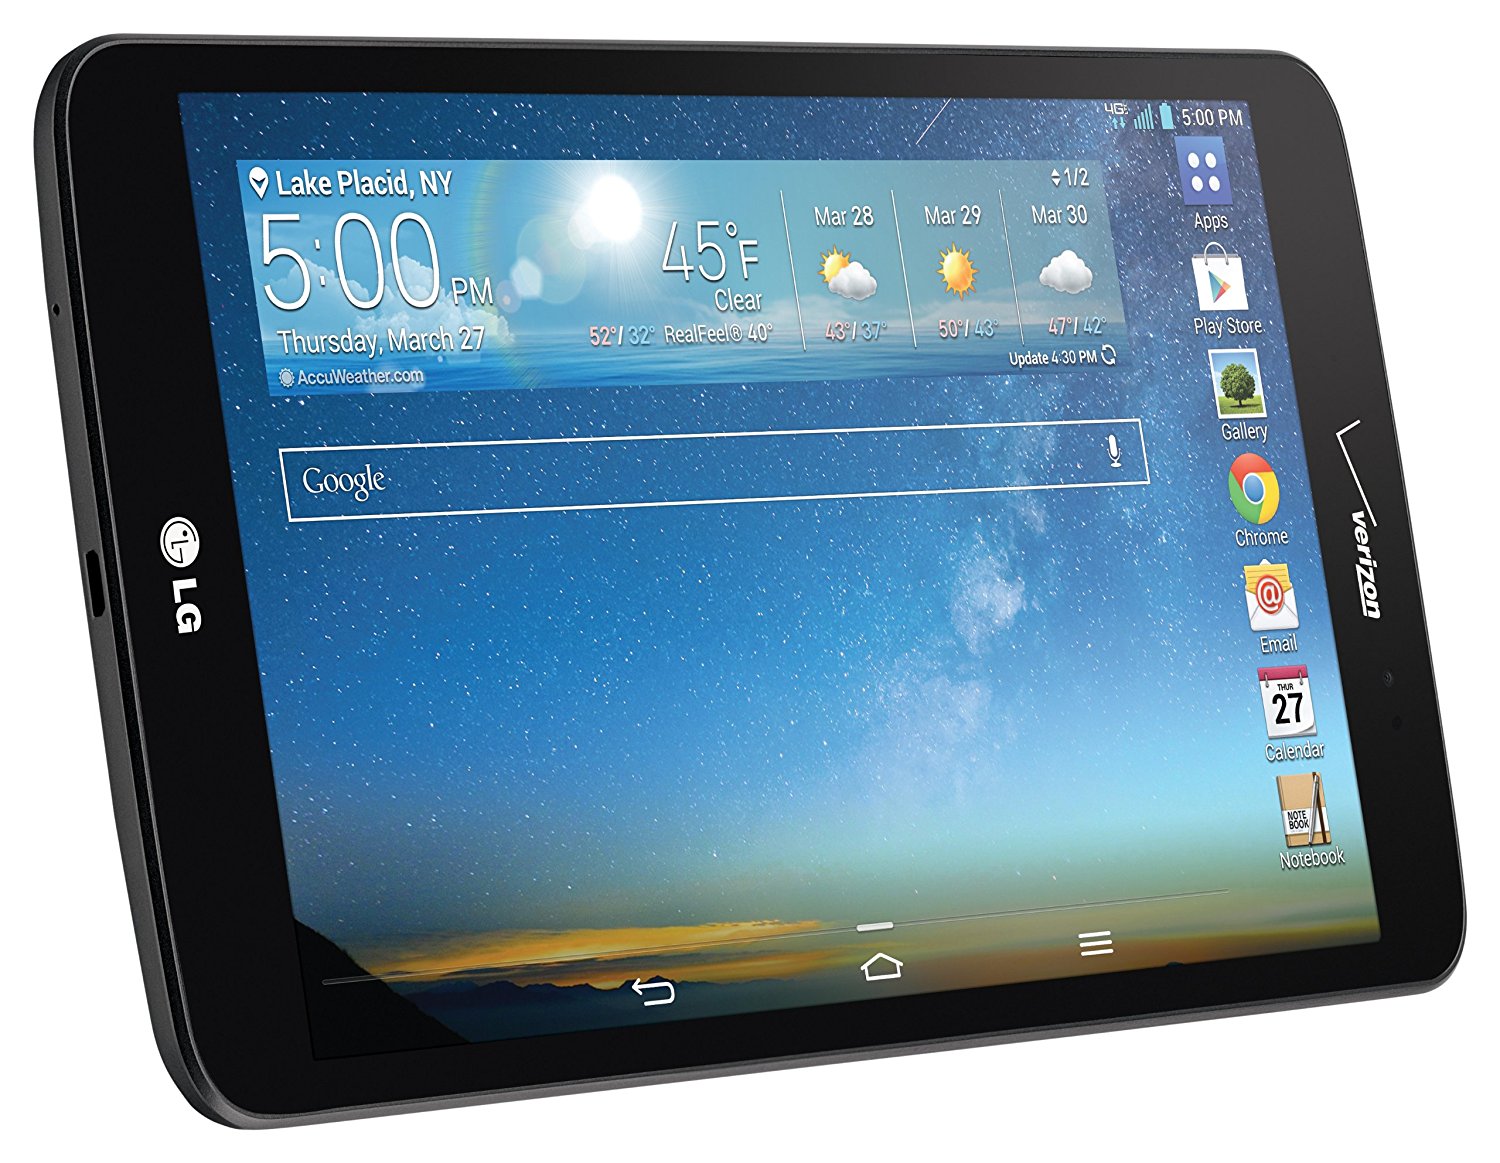 4G LTE
5:00 PM
Lake Placid, NY
1/2
5:00 PM
45°F
Clear
Thursday, March 27
52°/ 32° RealFeel® 40°
AccuWeather.com
Mar 28
43°/ 37°
Mar 29
50°/ 43°
Mar 30
47°/ 42°
Update 4:30 PM
Google
Apps
Play Store
Gallery
Chrome
@
Email
THUR
27
Calendar
NOTE
BOOK
Notebook
LG
LG
verizon